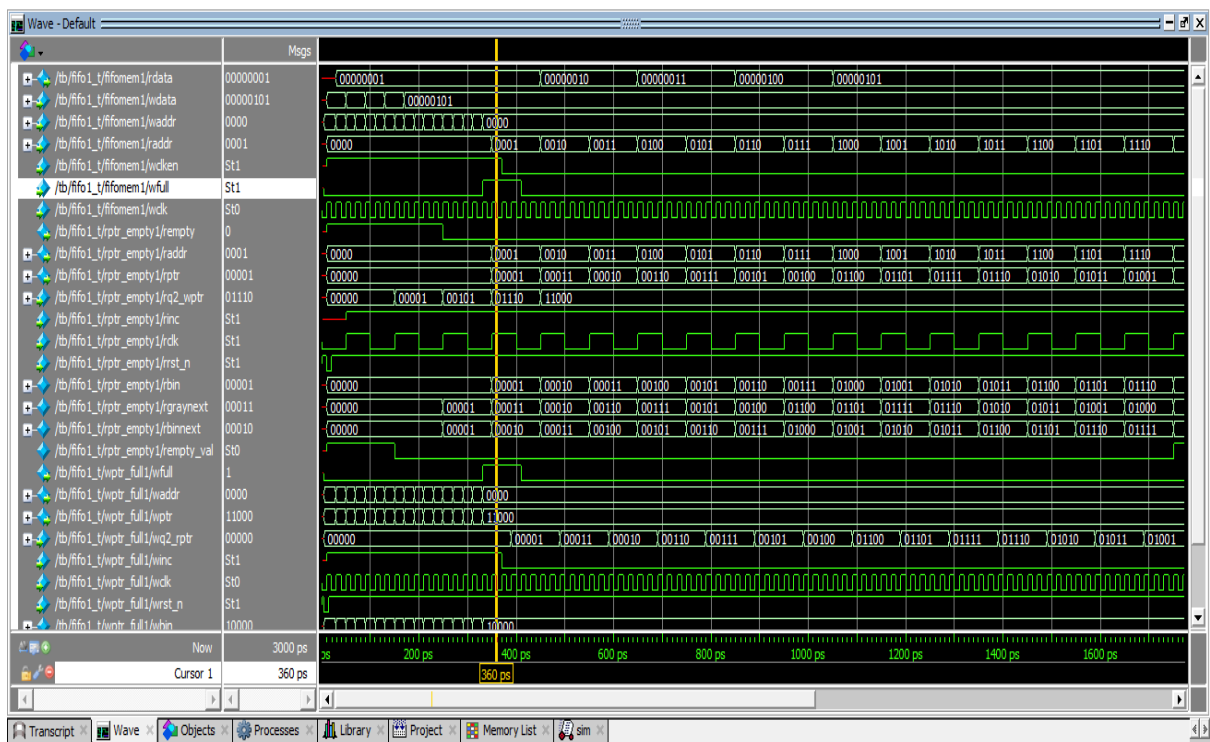 Wave - Default
Msgs
/tb/fifo1_t/fifomem1/rdata 00000001 00000001 00000010 00000011 00000100 00000101
/tb/fifo1_t/fifomem1/wdata 00000101 00000101
/tb/fifo1_t/fifomem1/waddr 0000 0000
/tb/fifo1_t/fifomem1/raddr 0001 0000 0001 0010 0011 0100 0101 0110 0111 1000 1001 1010 1011 1100 1101 1110
/tb/fifo1_t/fifomem1/wclken St1
/tb/fifo1_t/fifomem1/wfull St1
/tb/fifo1_t/fifomem1/wclk St0
/tb/fifo1_t/rptr_empty1/rempty 0
/tb/fifo1_t/rptr_empty1/raddr 0001 0000 0001 0010 0011 0100 0101 0110 0111 1000 1001 1010 1011 1100 1101 1110
/tb/fifo1_t/rptr_empty1/rptr 00001 00000 00001 00011 00010 00110 00111 00101 00100 01100 01101 01111 01110 01010 01011 01001
/tb/fifo1_t/rptr_empty1/rq2_wptr 01110 00000 00001 00101 01110 11000
/tb/fifo1_t/rptr_empty1/rinc St1
/tb/fifo1_t/rptr_empty1/rclk St1
/tb/fifo1_t/rptr_empty1/rrst_n St1
/tb/fifo1_t/rptr_empty1/rbin 00001 00000 00001 00010 00011 00100 00101 00110 00111 01000 01001 01010 01011 01100 01101 01110
/tb/fifo1_t/rptr_empty1/rgraynext 00011 00000 00001 00011 00010 00110 00111 00101 00100 01100 01101 01111 01110 01010 01011 01001 01000
/tb/fifo1_t/rptr_empty1/rbinnext 00010 00000 00001 00010 00011 00100 00101 00110 00111 01000 01001 01010 01011 01100 01101 01110 01111
/tb/fifo1_t/rptr_empty1/rempty_val St0
/tb/fifo1_t/wptr_full1/wfull 1
/tb/fifo1_t/wptr_full1/waddr 0000 0000
/tb/fifo1_t/wptr_full1/wptr 11000 11000
/tb/fifo1_t/wptr_full1/wq2_rptr 00000 00000 00001 00011 00010 00110 00111 00101 00100 01100 01101 01111 01110 01010 01011 01001
/tb/fifo1_t/wptr_full1/winc St1
/tb/fifo1_t/wptr_full1/wclk St0
/tb/fifo1_t/wptr_full1/wrst_n St1
/tb/fifo1_t/wptr_full1/wbin 10000 10000
Now 3000 ps ps 200 ps 400 ps 600 ps 800 ps 1000 ps 1200 ps 1400 ps 1600 ps
Cursor 1 360 ps 360 ps
Transcript Wave Objects Processes Library Project Memory List sim